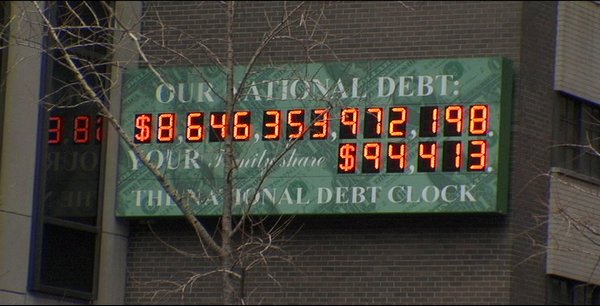 OUR NATIONAL DEBT:
$8,646,353,972,198.
YOUR Family share $94,413.
THE NATIONAL DEBT CLOCK